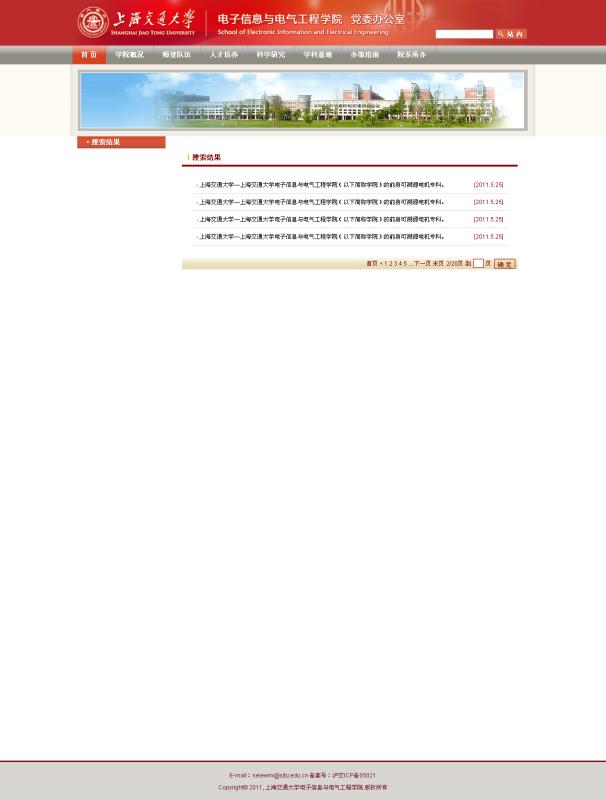 上海交通大学 电子信息与电气工程学院 党委办公室
SHANGHAI JIAO TONG UNIVERSITY School of Electronic Information and Electrical Engineering
站 内
首 页 学院概况 师资队伍 人才培养 科学研究 学科基地 办事指南 院系所办
搜索结果
搜索结果
上海交通大学—上海交通大学电子信息与电气工程学院（以下简称学院）的前身可溯源电机专科。 [2011.5.25]
上海交通大学—上海交通大学电子信息与电气工程学院（以下简称学院）的前身可溯源电机专科。 [2011.5.25]
上海交通大学—上海交通大学电子信息与电气工程学院（以下简称学院）的前身可溯源电机专科。 [2011.5.25]
上海交通大学—上海交通大学电子信息与电气工程学院（以下简称学院）的前身可溯源电机专科。 [2011.5.25]
首页 < 1 2 3 4 5 ...下一页 末页 2/20页 到 页 确 定
E-mail：seiewm@sjtu.edu.cn 备案号：沪交ICP备05021
Copyright© 2011, 上海交通大学电子信息与电气工程学院 版权所有